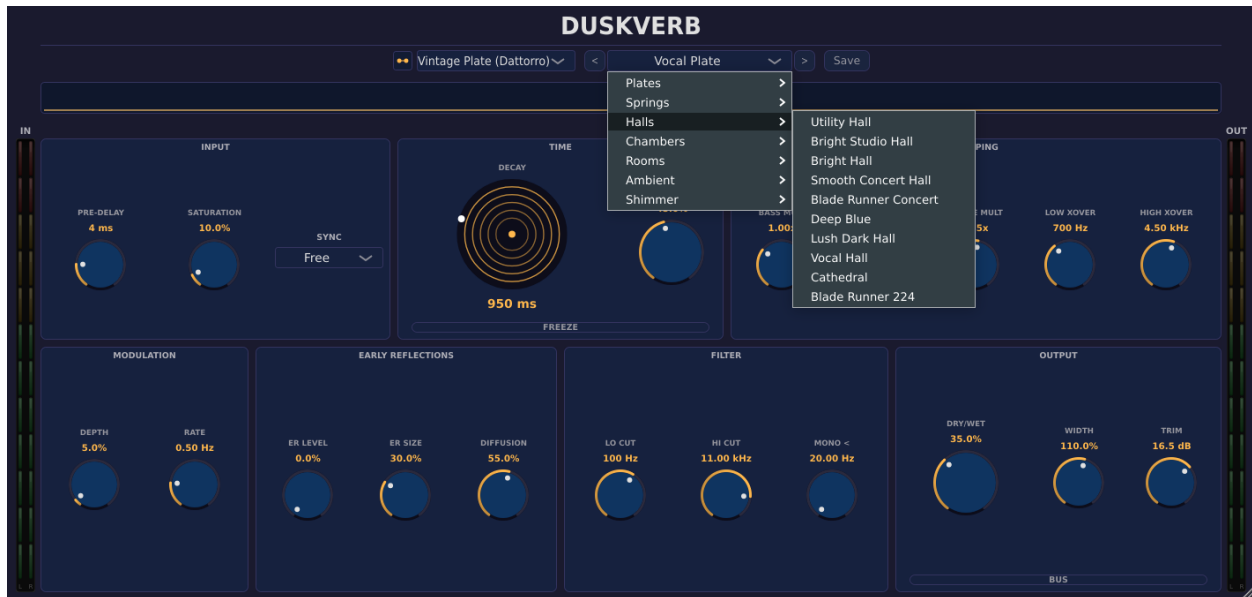 DUSKVERB
Vintage Plate (Dattorro)
<
Vocal Plate
>
Save
Plates
Springs
Halls
Chambers
Rooms
Ambient
Shimmer
Utility Hall
Bright Studio Hall
Bright Hall
Smooth Concert Hall
Blade Runner Concert
Deep Blue
Lush Dark Hall
Vocal Hall
Cathedral
Blade Runner 224
IN
OUT
INPUT
PRE-DELAY
4 ms
SATURATION
10.0%
SYNC
Free
TIME
DECAY
950 ms
FREEZE
PING
BASS M
1.00
MULT
5x
LOW XOVER
700 Hz
HIGH XOVER
4.50 kHz
MODULATION
DEPTH
5.0%
RATE
0.50 Hz
EARLY REFLECTIONS
ER LEVEL
0.0%
ER SIZE
30.0%
DIFFUSION
55.0%
FILTER
LO CUT
100 Hz
HI CUT
11.00 kHz
MONO <
20.00 Hz
OUTPUT
DRY/WET
35.0%
WIDTH
110.0%
TRIM
16.5 dB
BUS
L R
L R